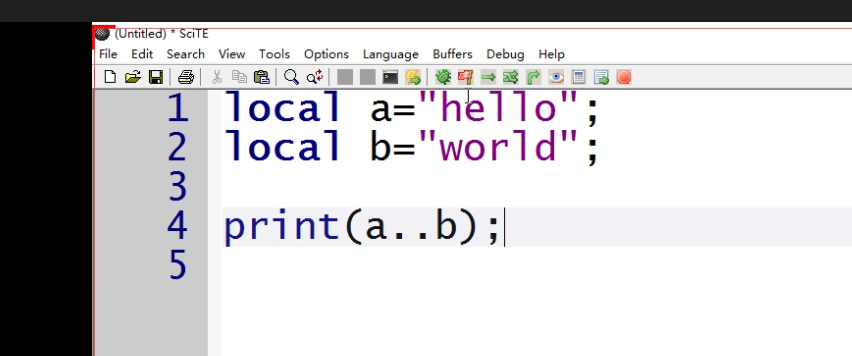 (Untitled) * SciTE
File Edit Search View Tools Options Language Buffers Debug Help
1 local a="hello";
2 local b="world";
3
4 print(a..b);
5